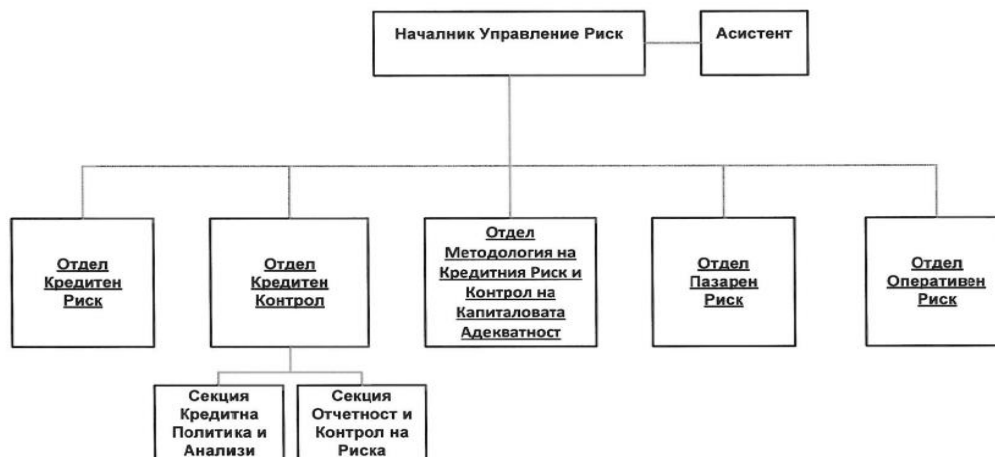 Началник Управление Риск
Асистент
Отдел
Кредитен
Риск
Отдел
Кредитен
Контрол
Отдел
Методология на
Кредитния Риск и
Контрол на
Капиталовата
Адекватност
Отдел
Пазарен
Риск
Отдел
Оперативен
Риск
Секция
Кредитна
Политика и
Анализи
Секция
Отчетност и
Контрол на
Риска